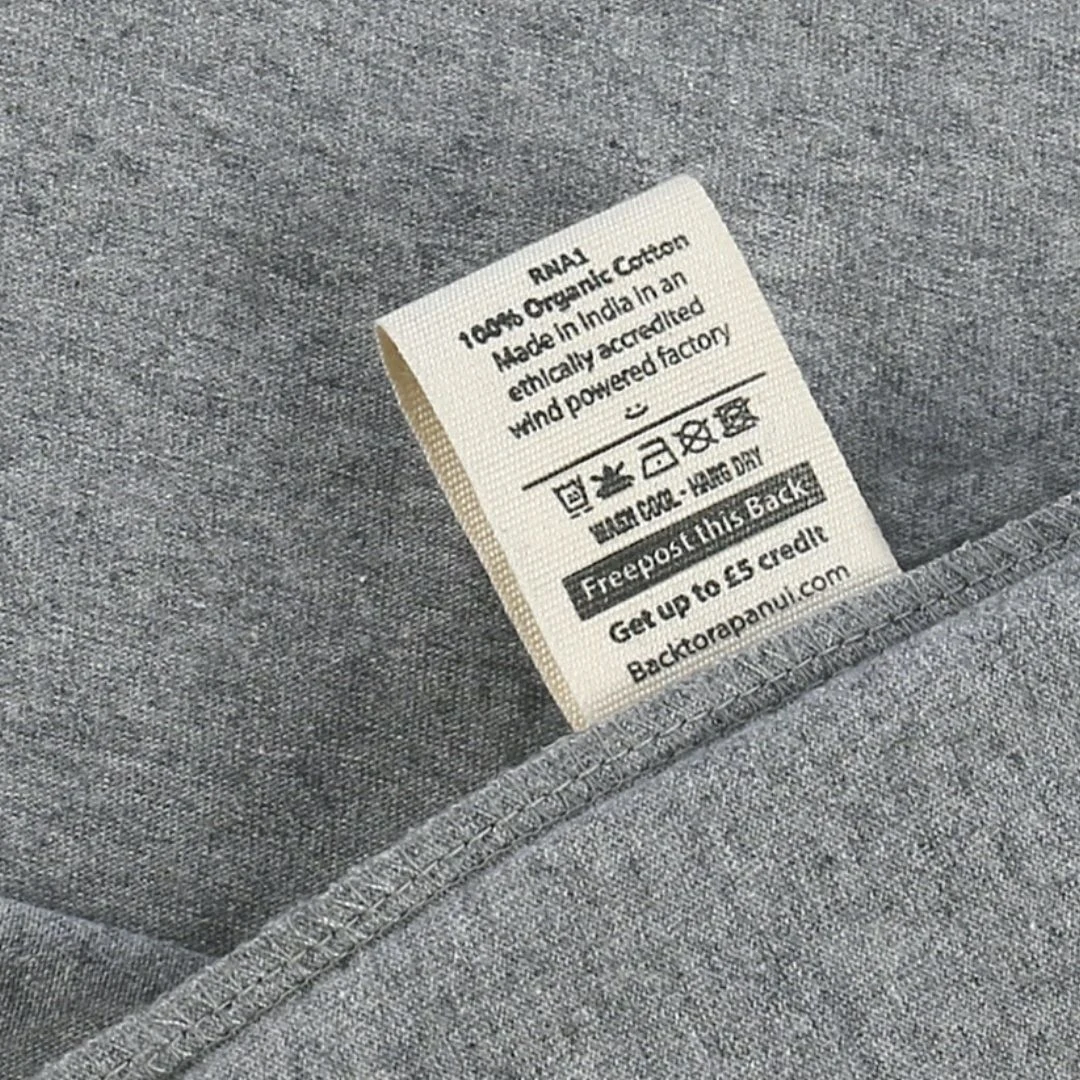 RNA1
100% Organic Cotton
Made in India in an
ethically accredited
wind powered factory
WASH COOL - HANG DRY
Freepost this Back
Get up to £5 credit
Backtorapanui.com